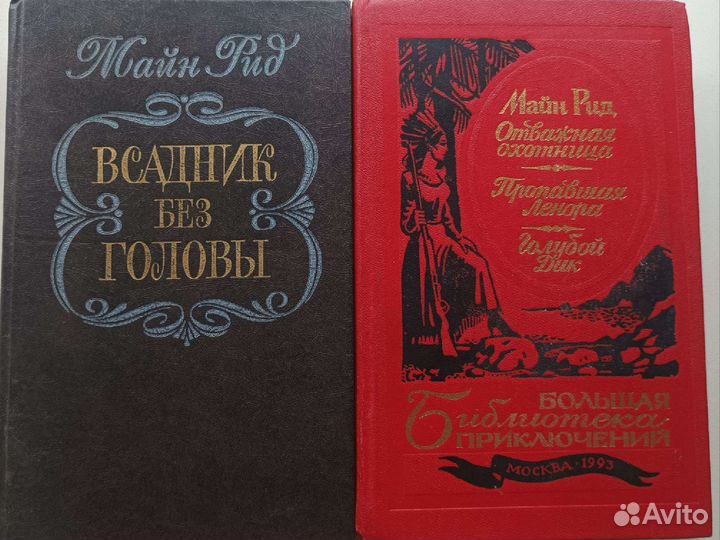 Майн Рид
ВСАДНИК
БЕЗ
ГОЛОВЫ
Майн Рид
Отважная
охотница
Пропавшая
Ленора
Голубой
Дик
БОЛЬШАЯ
Библиотека
ПРИКЛЮЧЕНИЙ
МОСКВА·1993
Avito